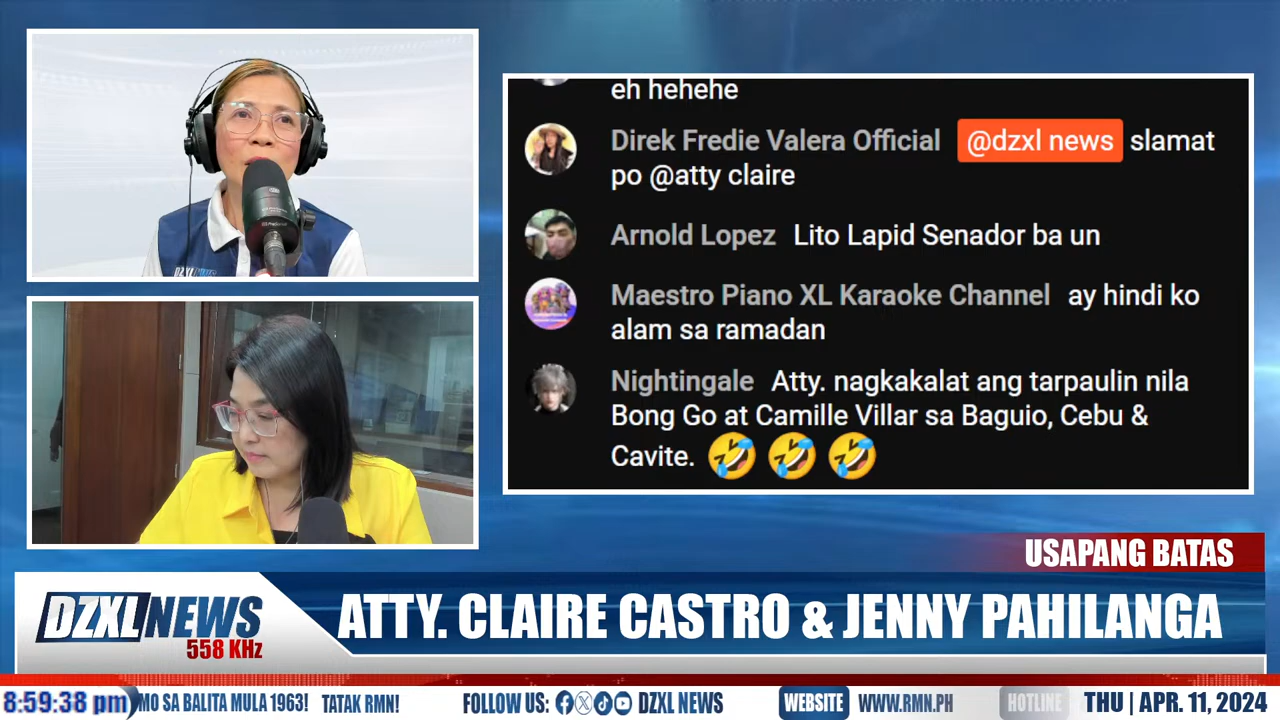 eh hehehe
Direk Fredie Valera Official @dzxl news slamat
po @atty claire
Arnold Lopez Lito Lapid Senador ba un
Maestro Piano XL Karaoke Channel ay hindi ko
alam sa ramadan
Nightingale Atty. nagkakalat ang tarpaulin nila
Bong Go at Camille Villar sa Baguio, Cebu &
Cavite. 🤣 🤣 🤣
USAPANG BATAS
DZXL NEWS
558 KHz
ATTY. CLAIRE CASTRO & JENNY PAHILANGA
8:59:38 pm MO SA BALITA MULA 1963! TATAK RMN! FOLLOW US: DZXL NEWS WEBSITE WWW.RMN.PH HOTLINE THU | APR. 11, 2024